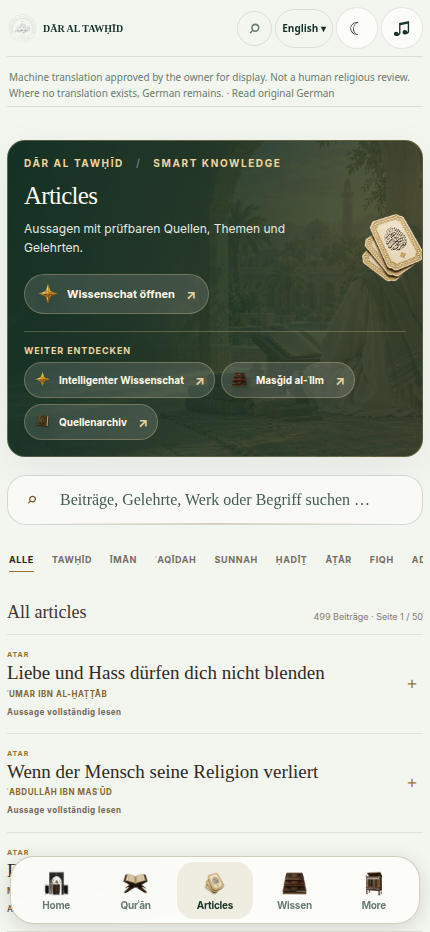 DĀR AL TAWḤĪD
English ▾
Machine translation approved by the owner for display. Not a human religious review.
Where no translation exists, German remains. · Read original German
DĀR AL TAWḤĪD / SMART KNOWLEDGE
Articles
Aussagen mit prüfbaren Quellen, Themen und
Gelehrten.
Wissenschat öffnen
WEITER ENTDECKEN
Intelligenter Wissenschat
Masǧid al-ʿIlm
Quellenarchiv
Beiträge, Gelehrte, Werk oder Begriff suchen …
ALLE TAWḤĪD ĪMĀN ʿAQĪDAH SUNNAH ḤADĪṮ ĀṮĀR FIQH
All articles
499 Beiträge · Seite 1 / 50
ATAR
Liebe und Hass dürfen dich nicht blenden
ʿUMAR IBN AL-ḤAṬṬĀB
Aussage vollständig lesen
ATAR
Wenn der Mensch seine Religion verliert
ʿABDULLĀH IBN MASʿŪD
Aussage vollständig lesen
ATAR
Home Qurʾān Articles Wissen More